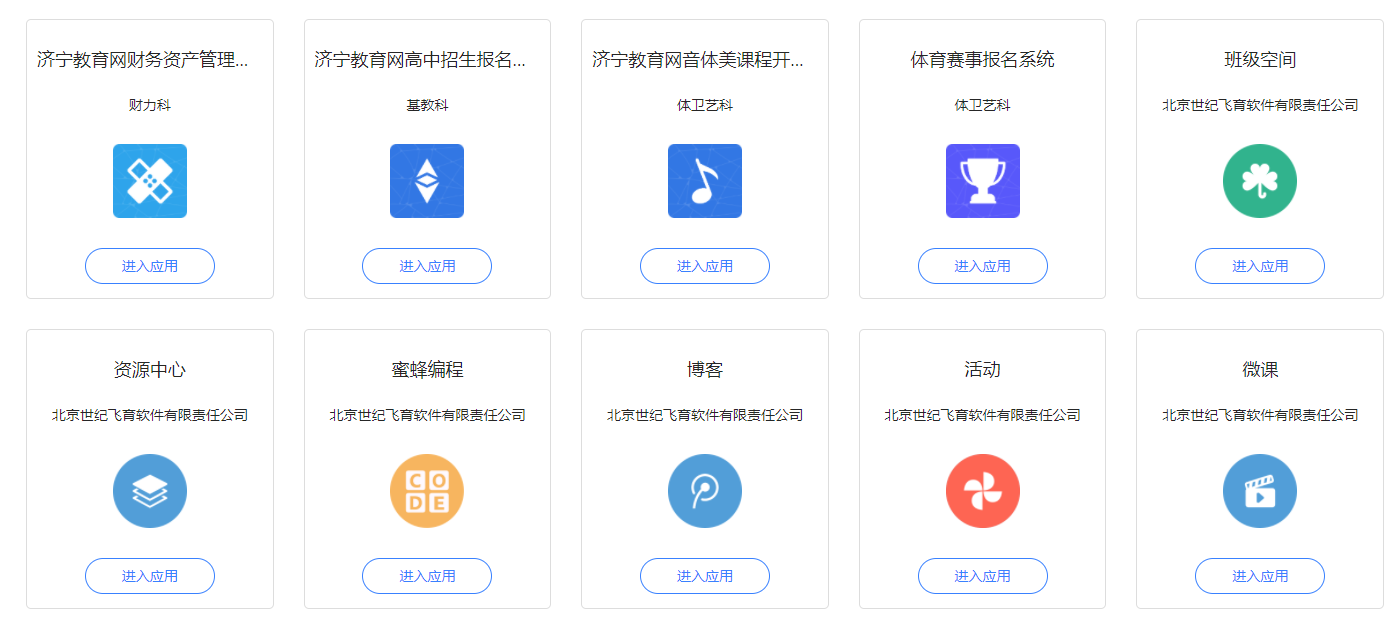 济宁教育网财务资产管理...
济宁教育网高中招生报名...
济宁教育网音体美课程开...
体育赛事报名系统
班级空间
财力科
基教科
体卫艺科
体卫艺科
北京世纪飞育软件有限责任公司
进入应用
进入应用
进入应用
进入应用
进入应用
资源中心
蜜蜂编程
博客
活动
微课
北京世纪飞育软件有限责任公司
北京世纪飞育软件有限责任公司
北京世纪飞育软件有限责任公司
北京世纪飞育软件有限责任公司
北京世纪飞育软件有限责任公司
CO
DE
进入应用
进入应用
进入应用
进入应用
进入应用